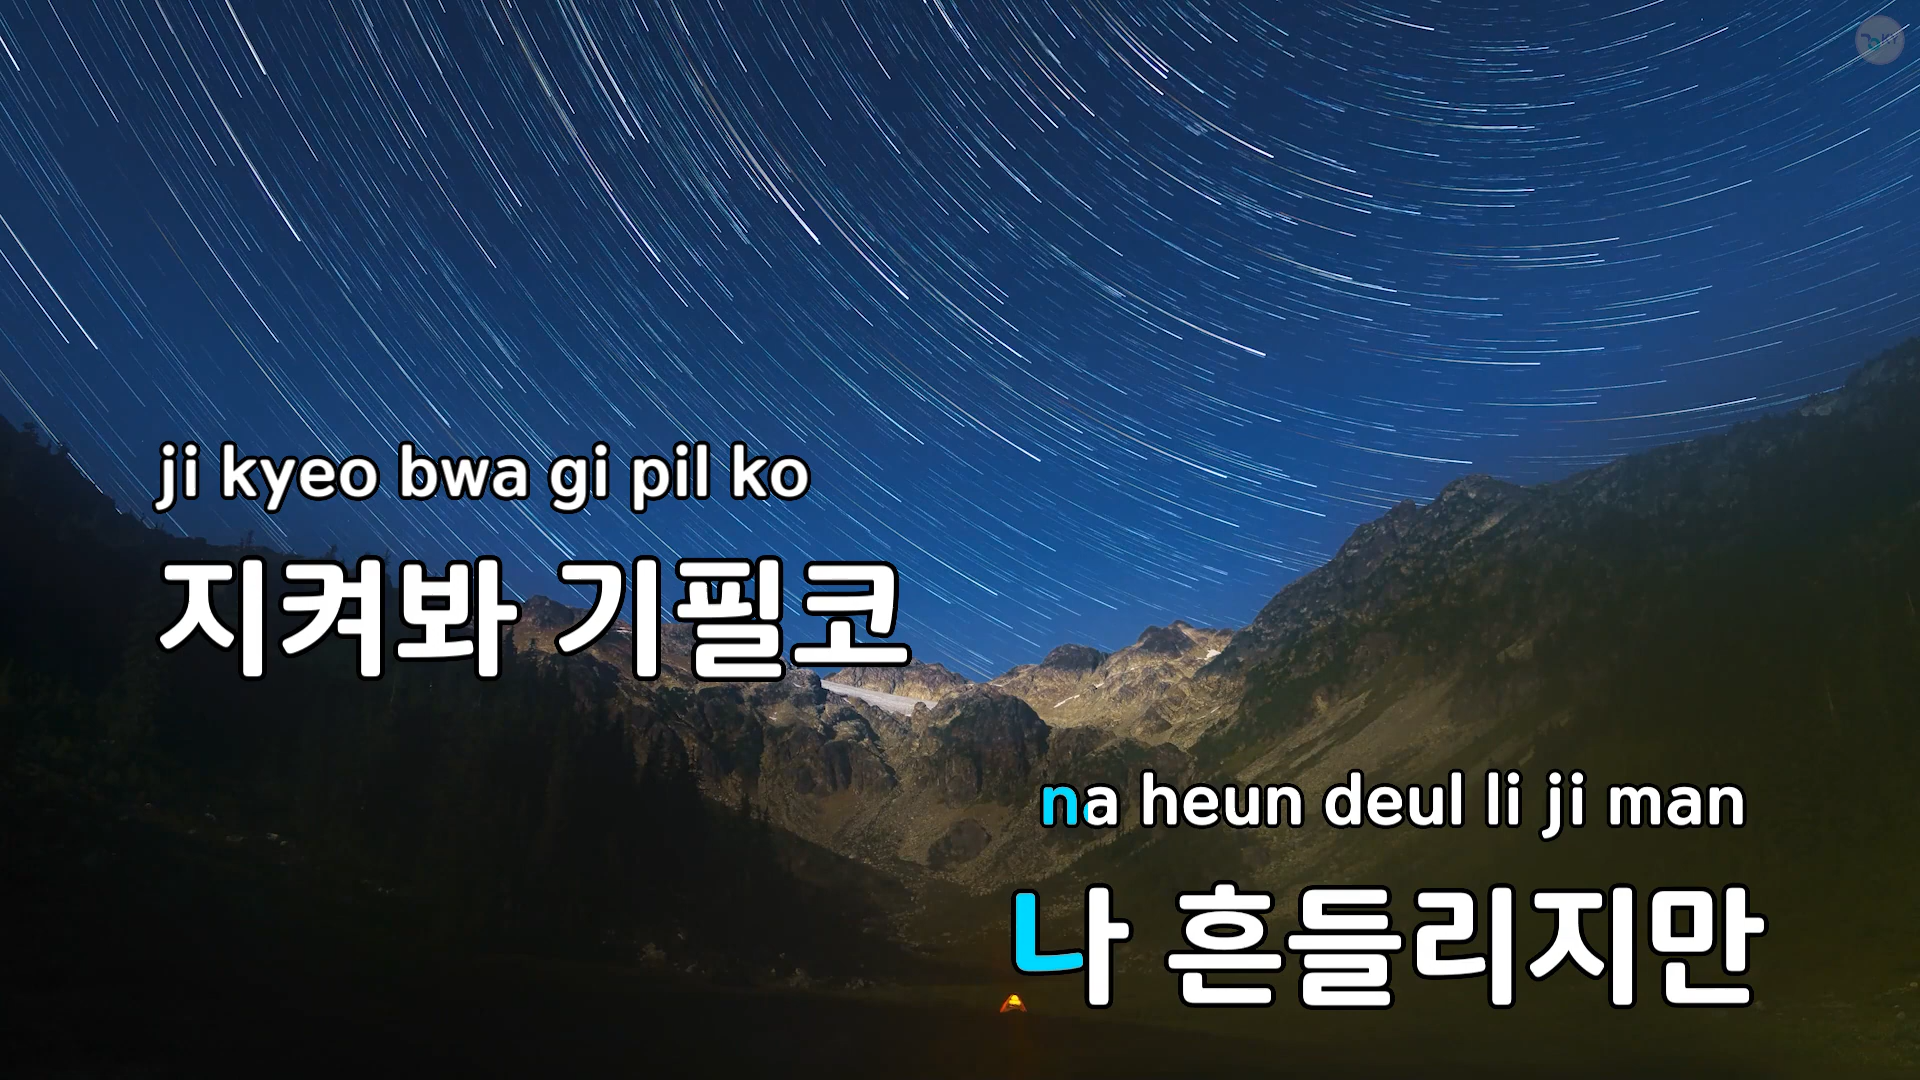 ji kyeo bwa gi pil ko
지켜봐 기필코
na heun deul li ji man
나 흔들리지만